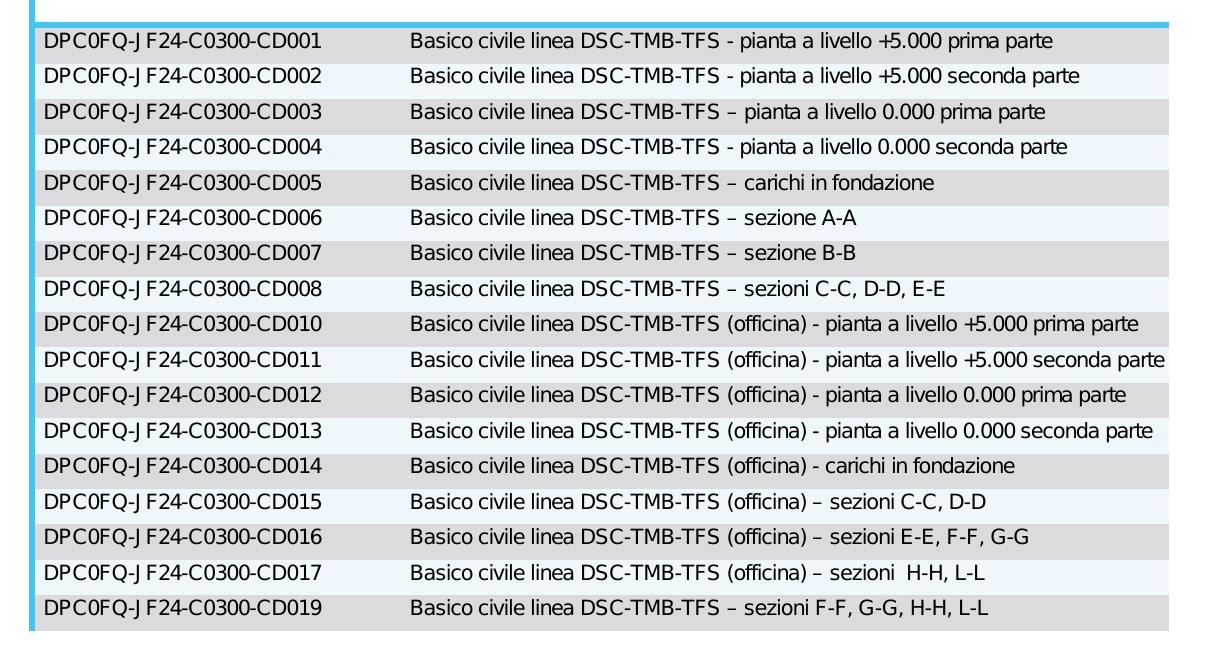 DPC0FQ-JF24-C0300-CD001 Basico civile linea DSC-TMB-TFS - pianta a livello +5.000 prima parte
DPC0FQ-JF24-C0300-CD002 Basico civile linea DSC-TMB-TFS - pianta a livello +5.000 seconda parte
DPC0FQ-JF24-C0300-CD003 Basico civile linea DSC-TMB-TFS – pianta a livello 0.000 prima parte
DPC0FQ-JF24-C0300-CD004 Basico civile linea DSC-TMB-TFS - pianta a livello 0.000 seconda parte
DPC0FQ-JF24-C0300-CD005 Basico civile linea DSC-TMB-TFS – carichi in fondazione
DPC0FQ-JF24-C0300-CD006 Basico civile linea DSC-TMB-TFS – sezione A-A
DPC0FQ-JF24-C0300-CD007 Basico civile linea DSC-TMB-TFS – sezione B-B
DPC0FQ-JF24-C0300-CD008 Basico civile linea DSC-TMB-TFS – sezioni C-C, D-D, E-E
DPC0FQ-JF24-C0300-CD010 Basico civile linea DSC-TMB-TFS (officina) - pianta a livello +5.000 prima parte
DPC0FQ-JF24-C0300-CD011 Basico civile linea DSC-TMB-TFS (officina) - pianta a livello +5.000 seconda parte
DPC0FQ-JF24-C0300-CD012 Basico civile linea DSC-TMB-TFS (officina) - pianta a livello 0.000 prima parte
DPC0FQ-JF24-C0300-CD013 Basico civile linea DSC-TMB-TFS (officina) - pianta a livello 0.000 seconda parte
DPC0FQ-JF24-C0300-CD014 Basico civile linea DSC-TMB-TFS (officina) - carichi in fondazione
DPC0FQ-JF24-C0300-CD015 Basico civile linea DSC-TMB-TFS (officina) – sezioni C-C, D-D
DPC0FQ-JF24-C0300-CD016 Basico civile linea DSC-TMB-TFS (officina) – sezioni E-E, F-F, G-G
DPC0FQ-JF24-C0300-CD017 Basico civile linea DSC-TMB-TFS (officina) – sezioni H-H, L-L
DPC0FQ-JF24-C0300-CD019 Basico civile linea DSC-TMB-TFS – sezioni F-F, G-G, H-H, L-L